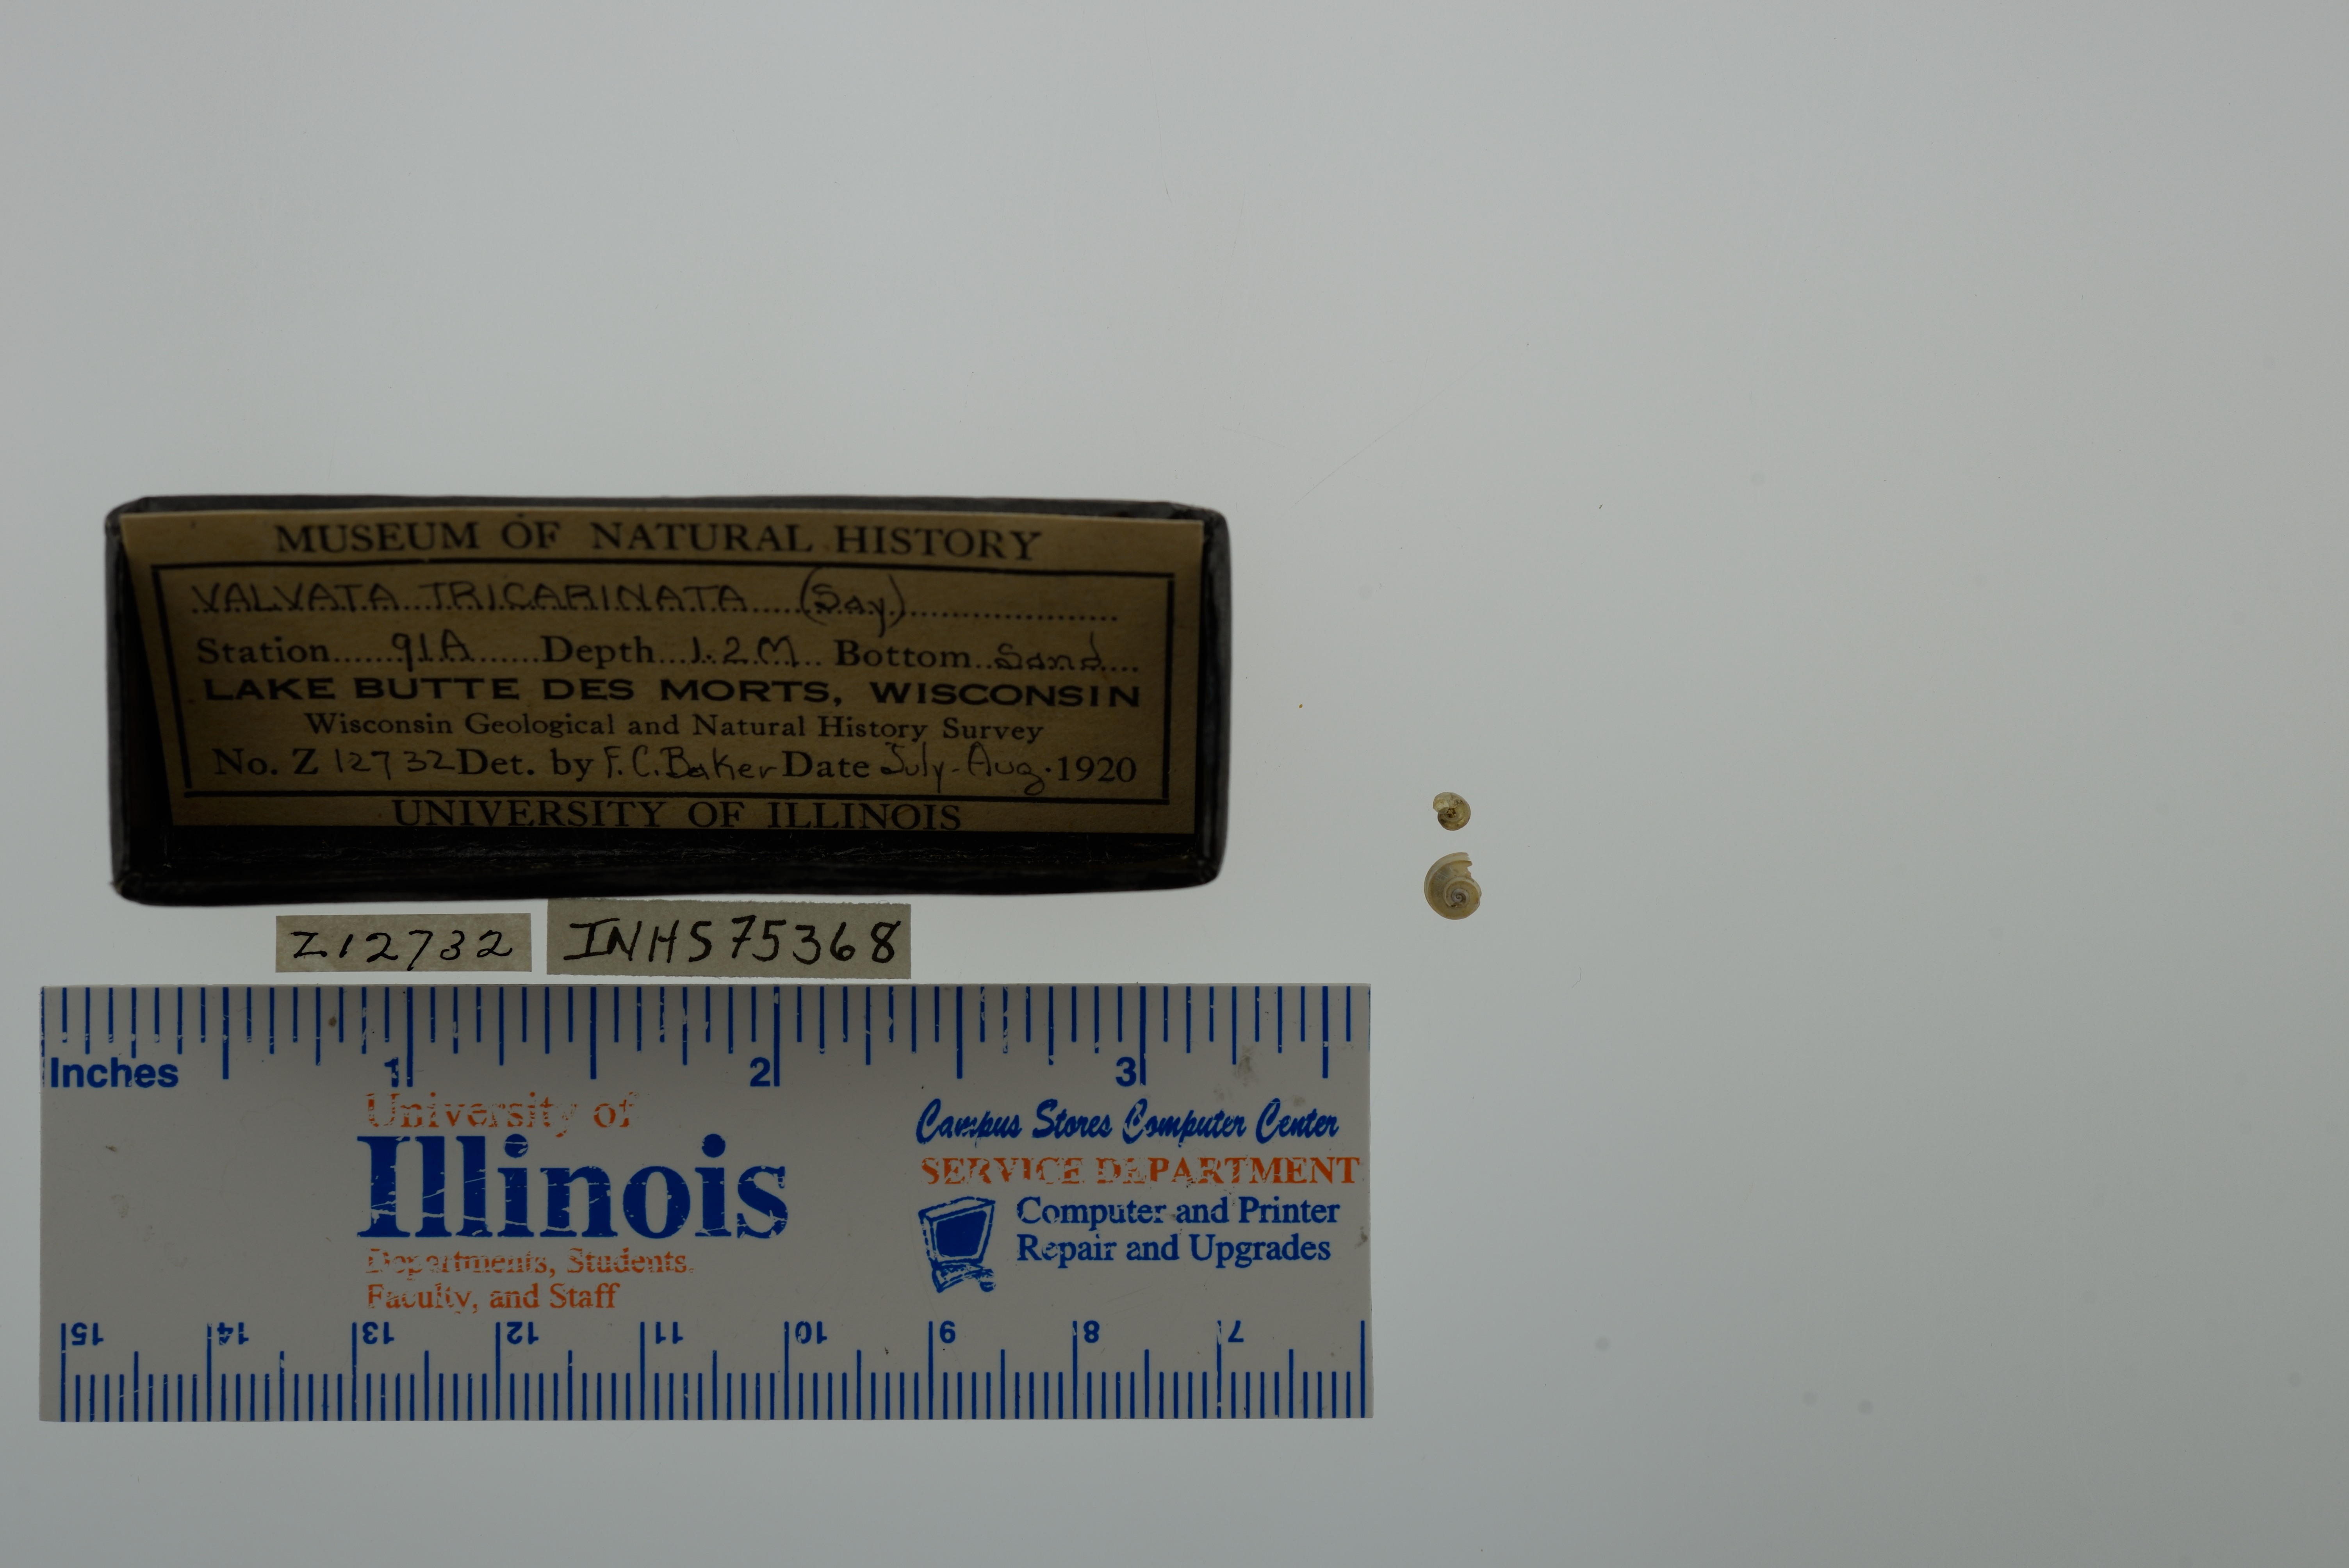 MUSEUM OF NATURAL HISTORY
VALVATA TRICARINATA (Say)
Station 91A Depth 1.2M Bottom Sand
LAKE BUTTE DES MORTS, WISCONSIN
Wisconsin Geological and Natural History Survey
No. Z 12732 Det. by F.C. Baker Date July-Aug. 1920
UNIVERSITY OF ILLINOIS
Z12732
INHS75368
1 2 3
Inches
University of
Illinois
Departments, Students,
Faculty, and Staff
Campus Stores Computer Center
SERVICE DEPARTMENT
Computer and Printer
Repair and Upgrades
15 14 13 12 11 10 9 8 7